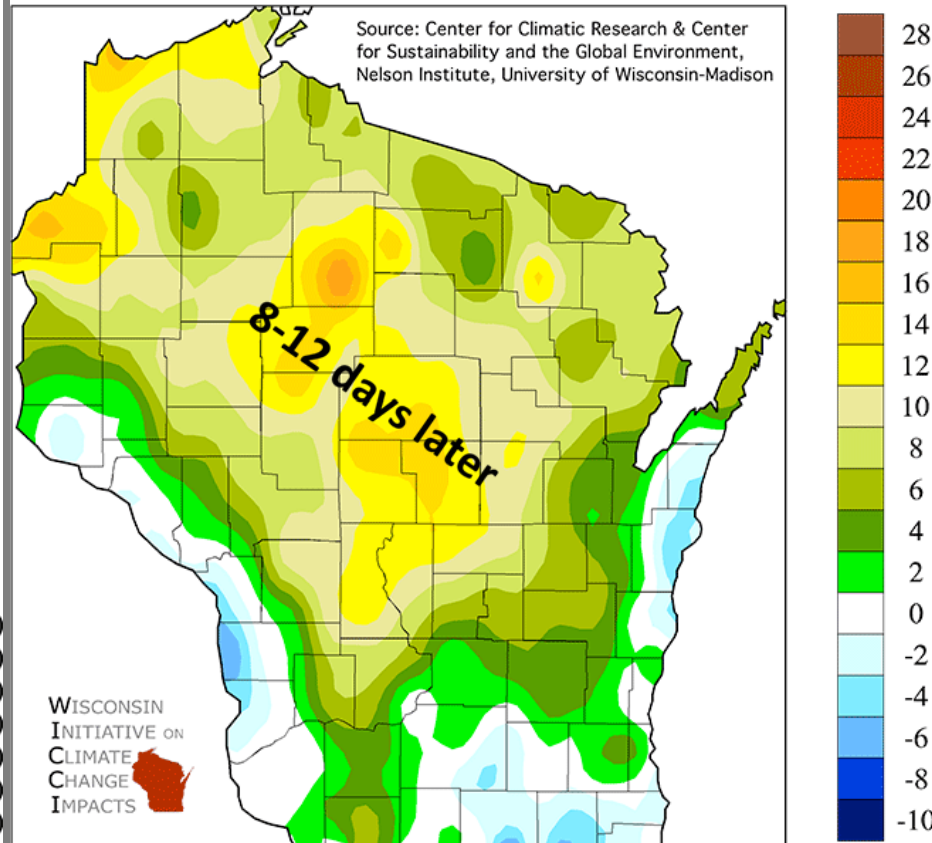 Source: Center for Climatic Research & Center
for Sustainability and the Global Environment,
Nelson Institute, University of Wisconsin-Madison
8-12 days later
28
26
24
22
20
18
16
14
12
10
8
6
4
2
0
-2
-4
-6
-8
-10
WISCONSIN
INITIATIVE ON
CLIMATE
CHANGE
IMPACTS